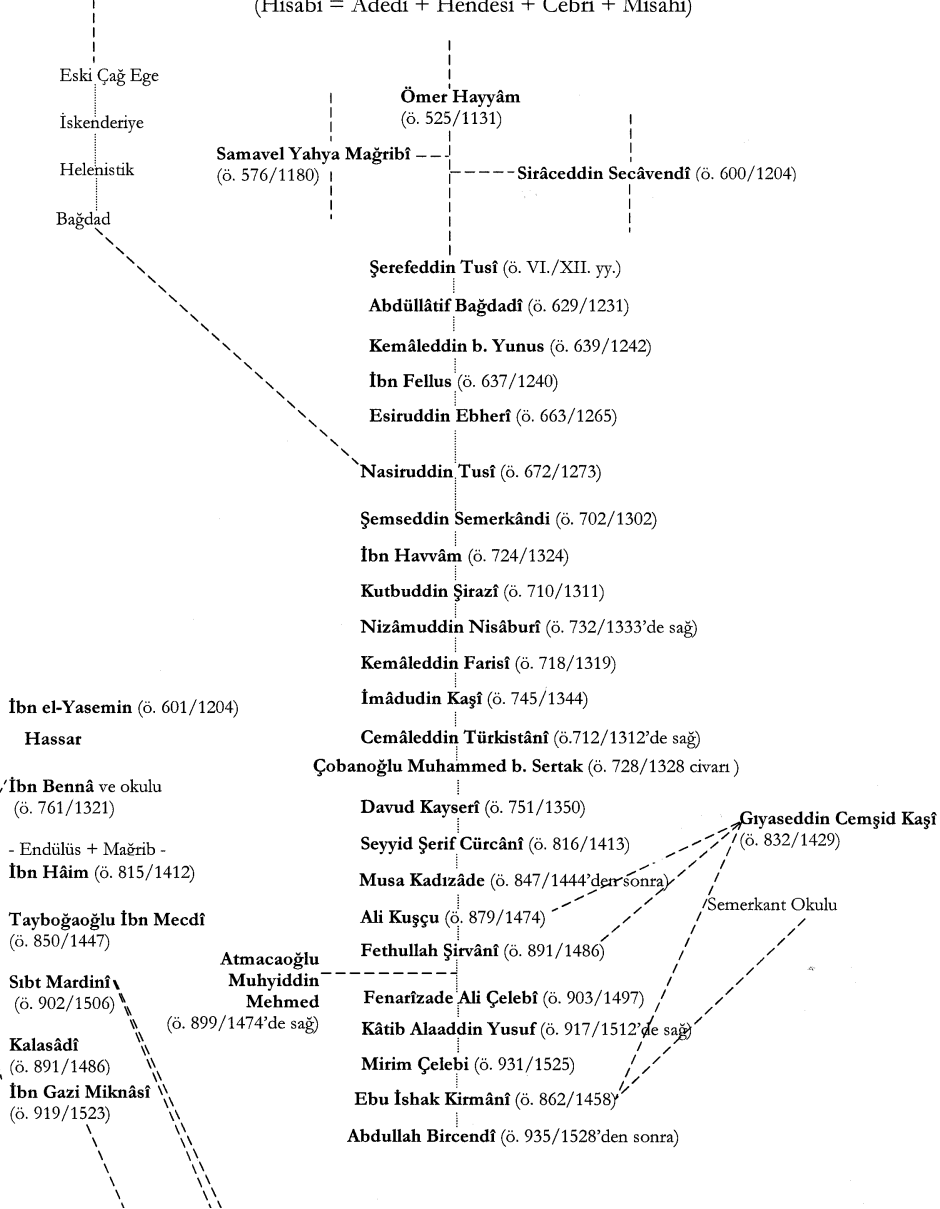 (Hisabî = Adedî + Hendesî + Cebrî + Misahî)
Eski Çağ Ege
İskenderiye
Helenistik
Bağdad
Ömer Hayyâm
(ö. 525/1131)
Samavel Yahya Mağribî
(ö. 576/1180)
Sirâceddin Secâvendî (ö. 600/1204)
Şerefeddin Tusî (ö. VI./XII. yy.)
Abdüllâtif Bağdadî (ö. 629/1231)
Kemâleddin b. Yunus (ö. 639/1242)
İbn Fellus (ö. 637/1240)
Esiruddin Ebherî (ö. 663/1265)
Nasiruddin Tusî (ö. 672/1273)
Şemseddin Semerkândi (ö. 702/1302)
İbn Havvâm (ö. 724/1324)
Kutbuddin Şirazî (ö. 710/1311)
Nizâmuddin Nisâburî (ö. 732/1333’de sağ)
Kemâleddin Farisî (ö. 718/1319)
İmâdudin Kaşî (ö. 745/1344)
Cemâleddin Türkistânî (ö.712/1312’de sağ)
Çobanoğlu Muhammed b. Sertak (ö. 728/1328 civarı )
Davud Kayserî (ö. 751/1350)
Seyyid Şerif Cürcânî (ö. 816/1413)
Musa Kadızâde (ö. 847/1444’den sonra)
Ali Kuşçu (ö. 879/1474)
Fethullah Şirvânî (ö. 891/1486)
Atmacaoğlu
Muhyiddin
Mehmed
(ö. 899/1474’de sağ)
Fenarîzade Ali Çelebî (ö. 903/1497)
Kâtib Alaaddin Yusuf (ö. 917/1512’de sağ)
Mirim Çelebi (ö. 931/1525)
Ebu İshak Kirmânî (ö. 862/1458)
Abdullah Bircendî (ö. 935/1528’den sonra)
Gıyaseddin Cemşid Kaşî
(ö. 832/1429)
Semerkant Okulu
İbn el-Yasemin (ö. 601/1204)
Hassar
İbn Bennâ ve okulu
(ö. 761/1321)
- Endülüs + Mağrib -
İbn Hâim (ö. 815/1412)
Tayboğaoğlu İbn Mecdî
(ö. 850/1447)
Sıbt Mardinî
(ö. 902/1506)
Kalasâdî
(ö. 891/1486)
İbn Gazi Miknâsî
(ö. 919/1523)